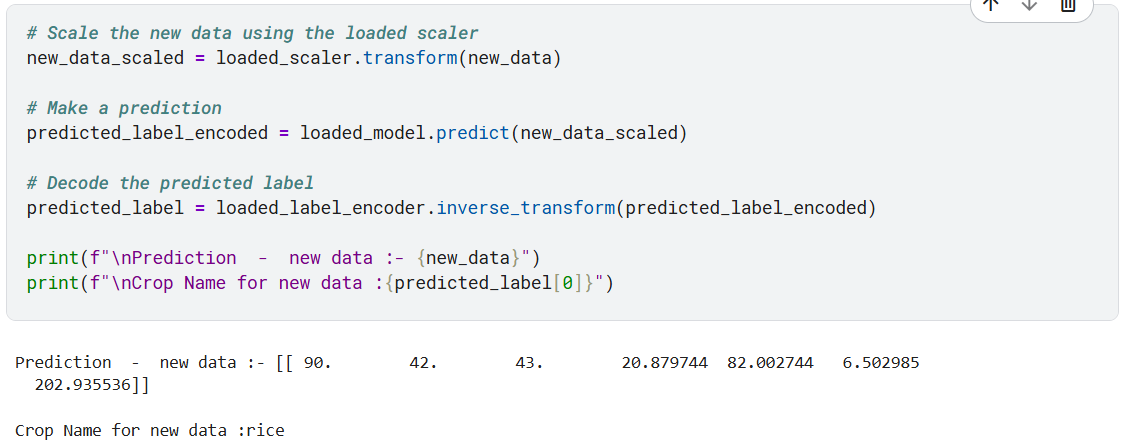 # Scale the new data using the loaded scaler
new_data_scaled = loaded_scaler.transform(new_data)
# Make a prediction
predicted_label_encoded = loaded_model.predict(new_data_scaled)
# Decode the predicted label
predicted_label = loaded_label_encoder.inverse_transform(predicted_label_encoded)
print(f"\nPrediction  -  new data :- {new_data}")
print(f"\nCrop Name for new data :{predicted_label[0]}")
Prediction  -  new data :- [[ 90.        42.        43.        20.879744  82.002744   6.502985
  202.935536]]
Crop Name for new data :rice